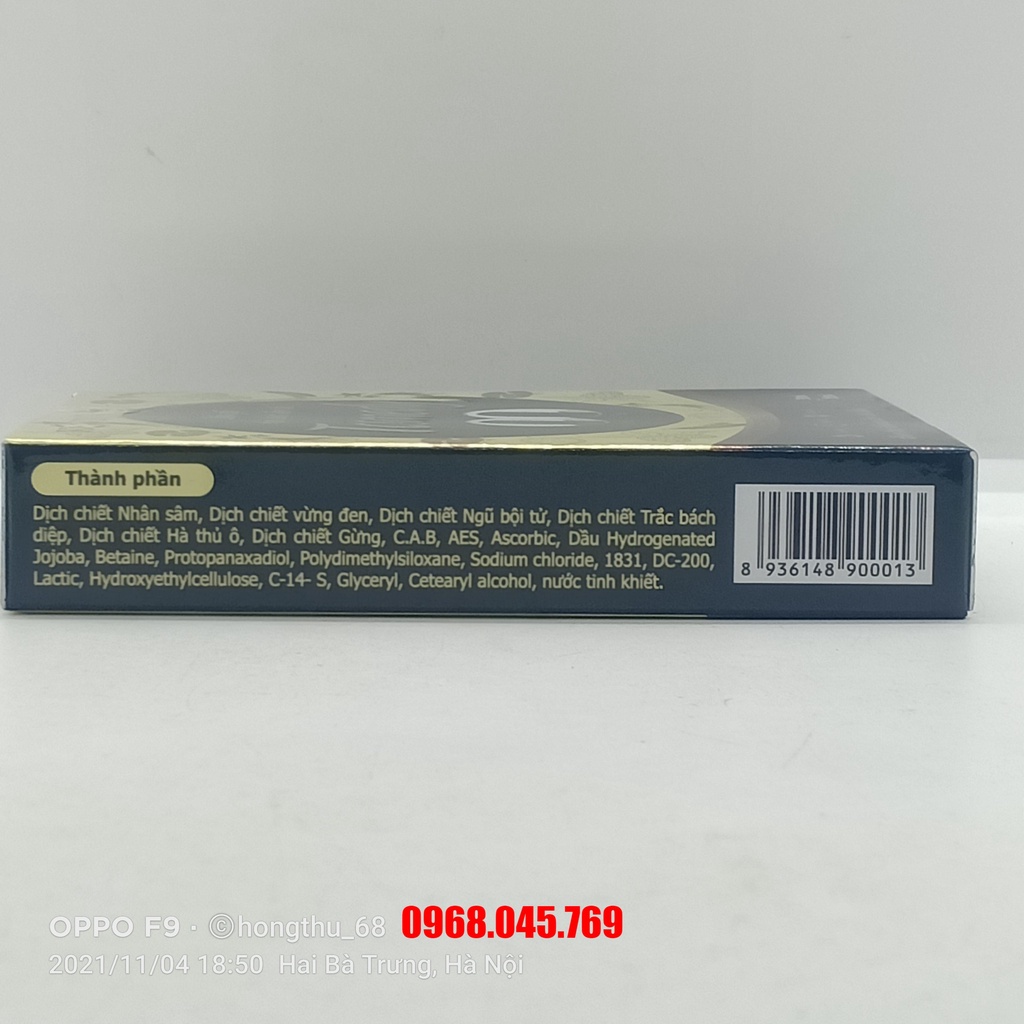 Thành phần
Dịch chiết Nhân sâm, Dịch chiết vừng đen, Dịch chiết Ngũ bội tử, Dịch chiết Trắc bách
diệp, Dịch chiết Hà thủ ô, Dịch chiết Gừng, C.A.B, AES, Ascorbic, Dầu Hydrogenated
Jojoba, Betaine, Protopanaxadiol, Polydimethylsiloxane, Sodium chloride, 1831, DC-200,
Lactic, Hydroxyethylcellulose, C-14- S, Glyceryl, Cetearyl alcohol, nước tinh khiết.
8 936148 900013
OPPO F9 · ©hongthu_68 0968.045.769
2021/11/04 18:50 Hai Bà Trưng, Hà Nội